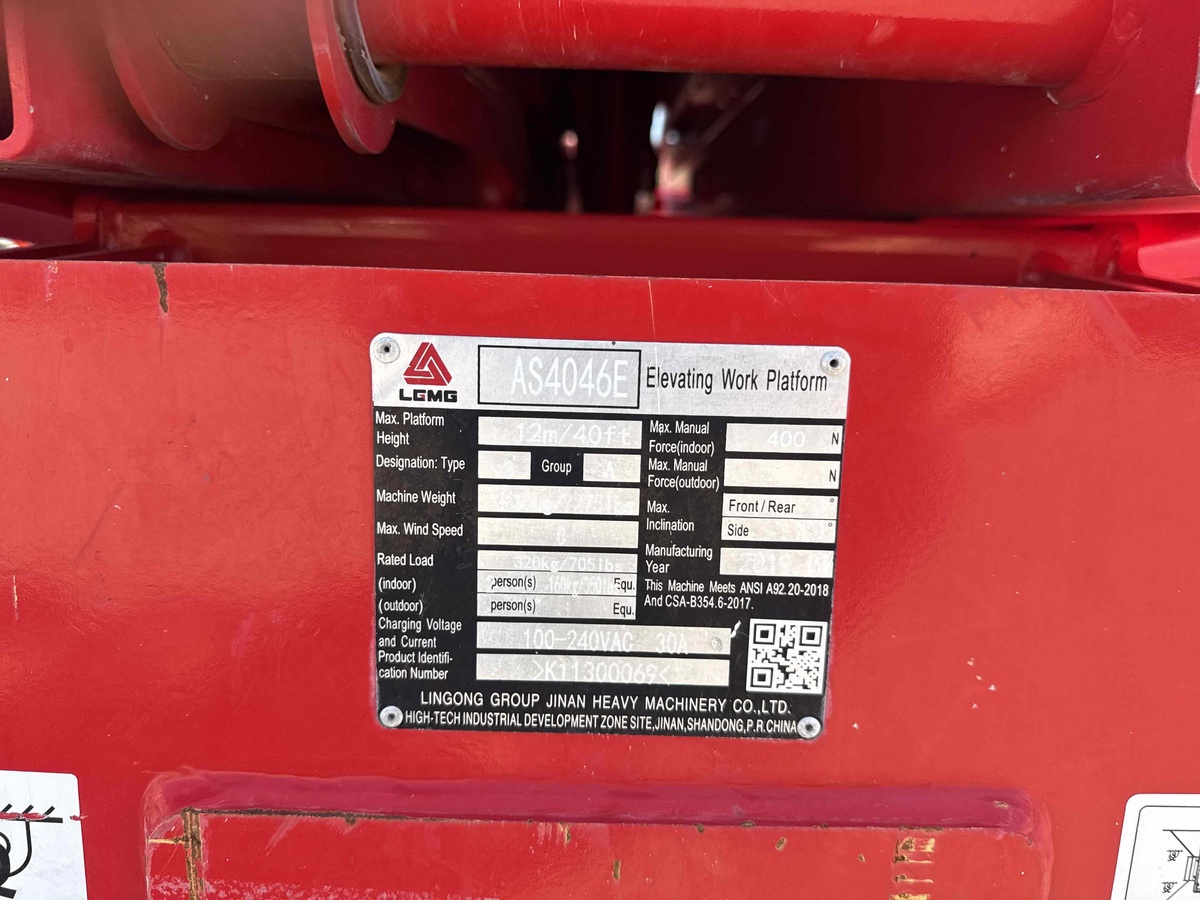 LGMG
AS4046E Elevating Work Platform
Max. Platform Height 12m/40ft
Max. Manual Force(indoor) 400 N
Designation: Type Group A
Max. Manual Force(outdoor) N
Machine Weight
Max. Inclination Front/Rear °
Side °
Max. Wind Speed 0
Rated Load 320kg/705lbs
Manufacturing Year
(indoor) person(s) 160kg/350lb Equ.
(outdoor) person(s) Equ.
This Machine Meets ANSI A92.20-2018
And CSA-B354.6-2017.
Charging Voltage and Current 100-240VAC 30A
Product Identifi-
cation Number >K11300069<
LINGONG GROUP JINAN HEAVY MACHINERY CO.,LTD.
HIGH-TECH INDUSTRIAL DEVELOPMENT ZONE SITE,JINAN,SHANDONG,P.R.CHINA